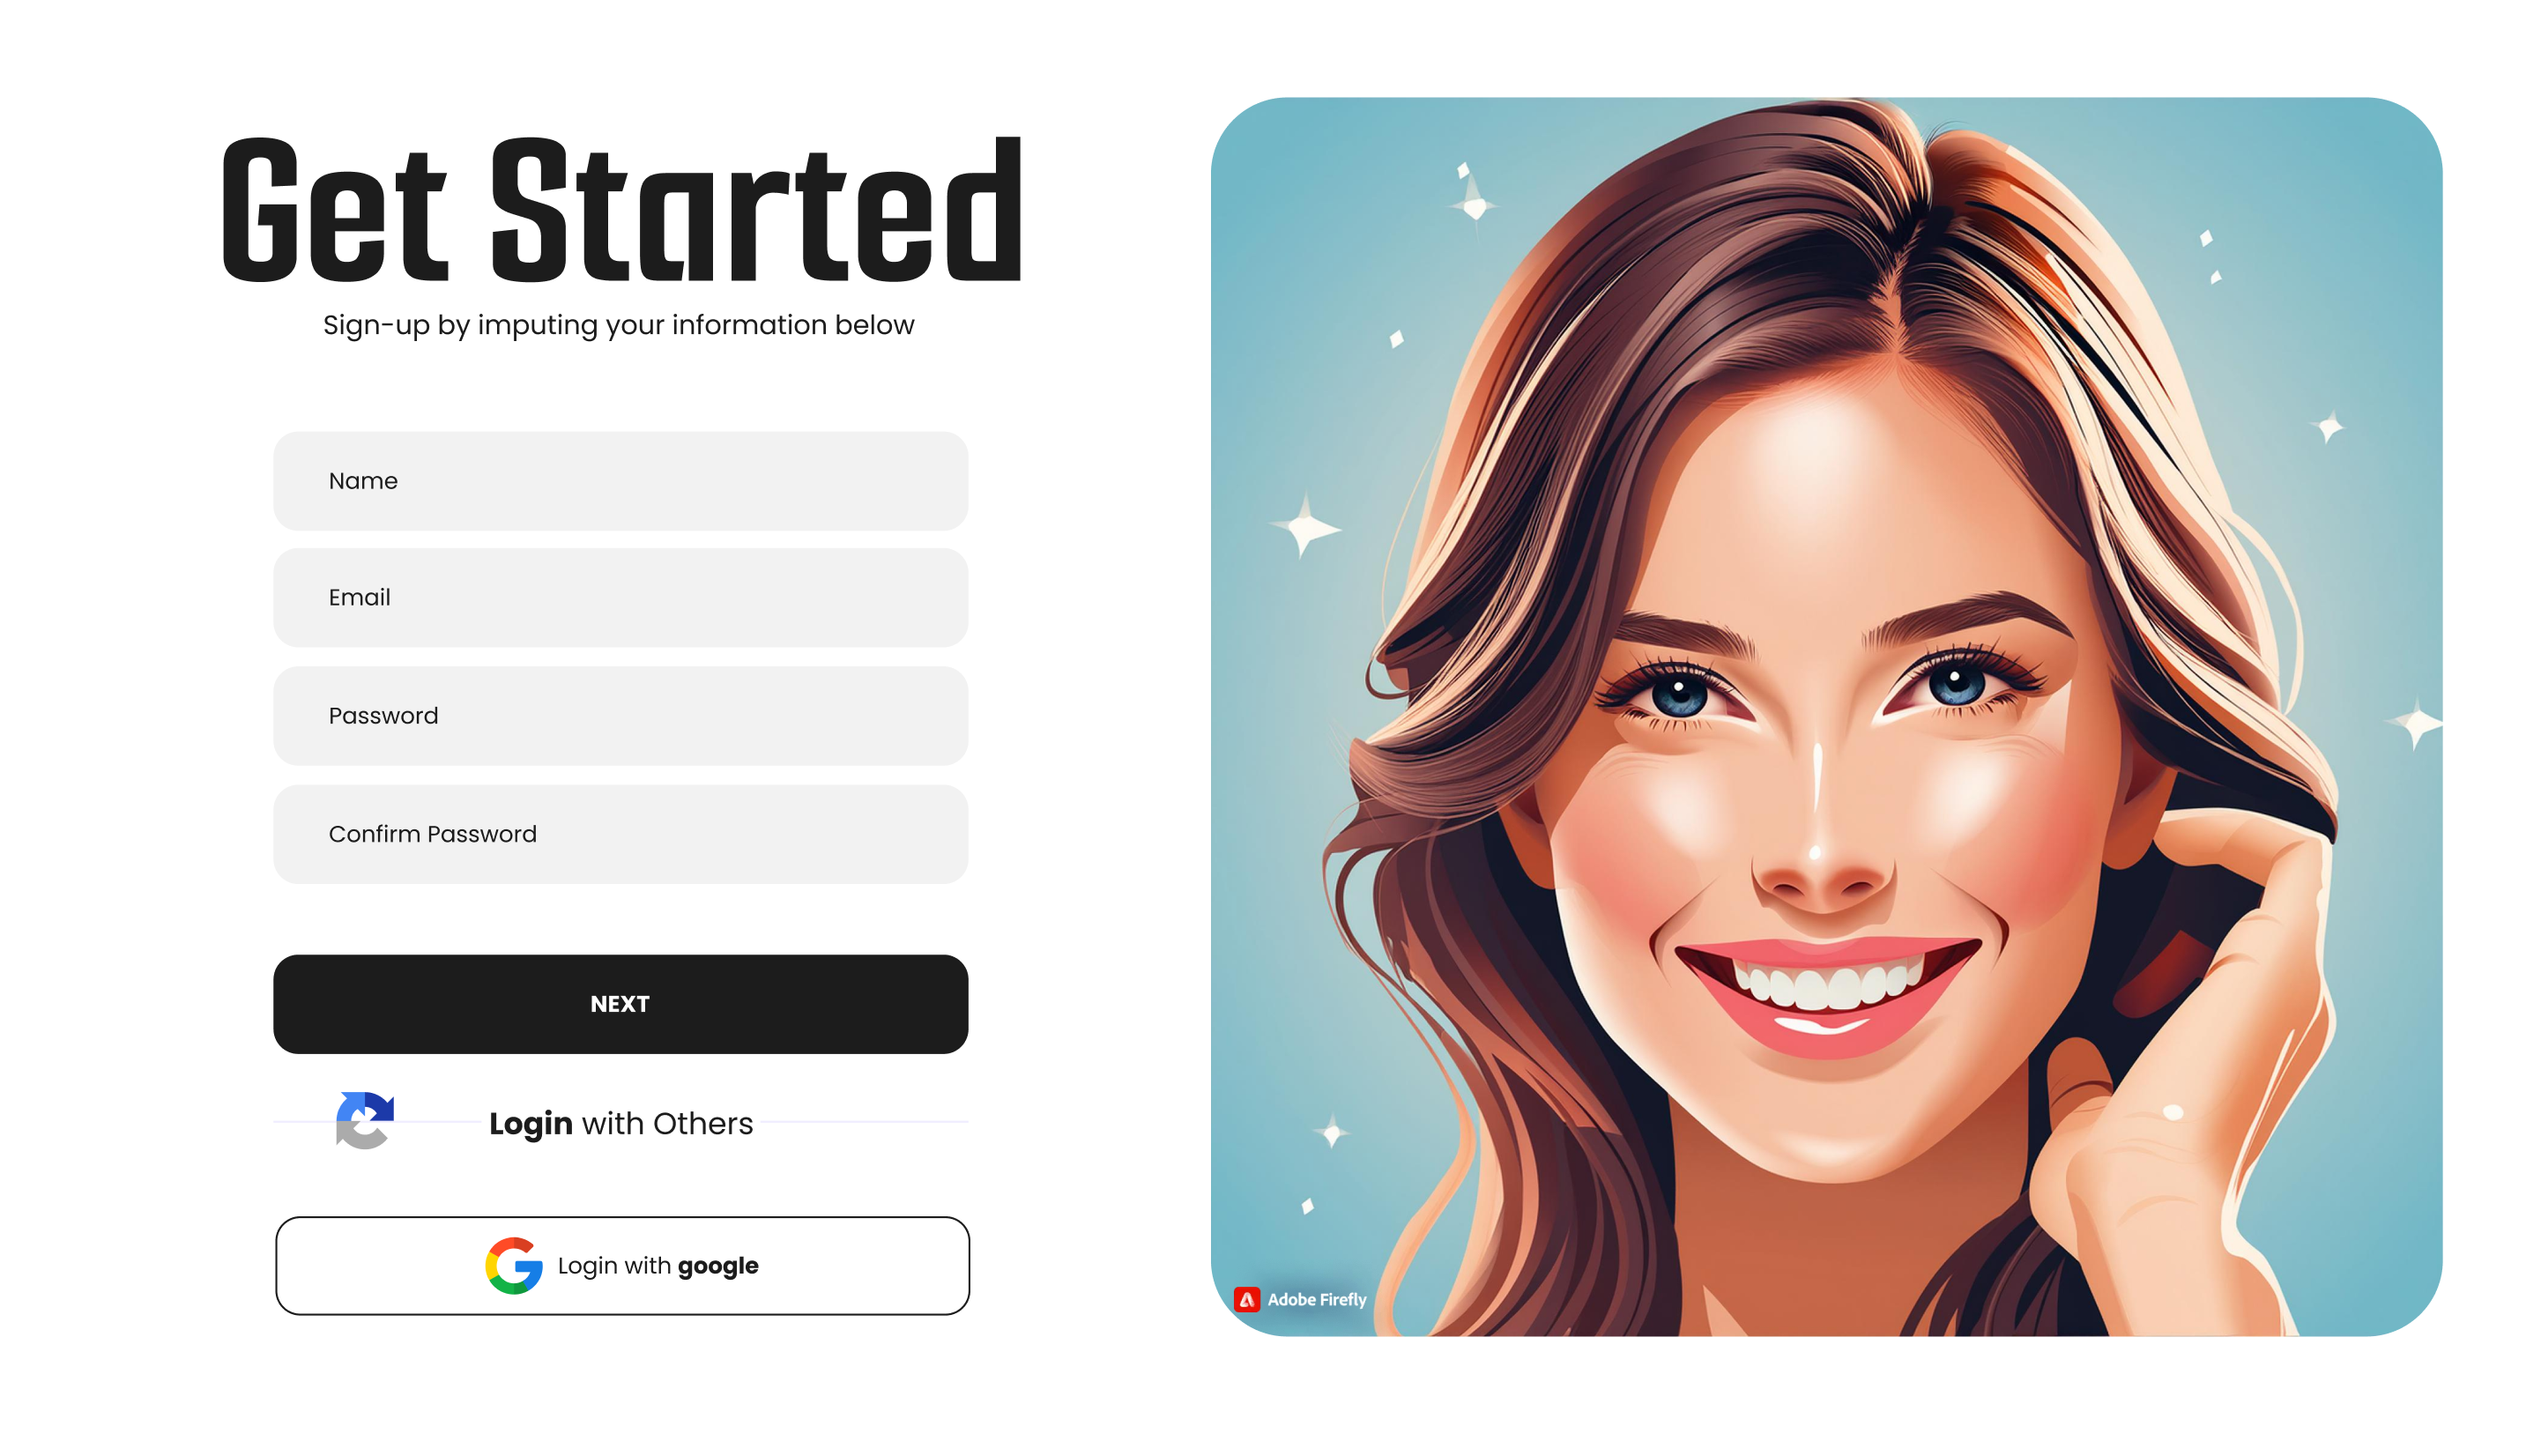 Get Started
Sign-up by imputing your information below
Name
Email
Password
Confirm Password
NEXT
Login with Others
Login with google
Adobe Firefly